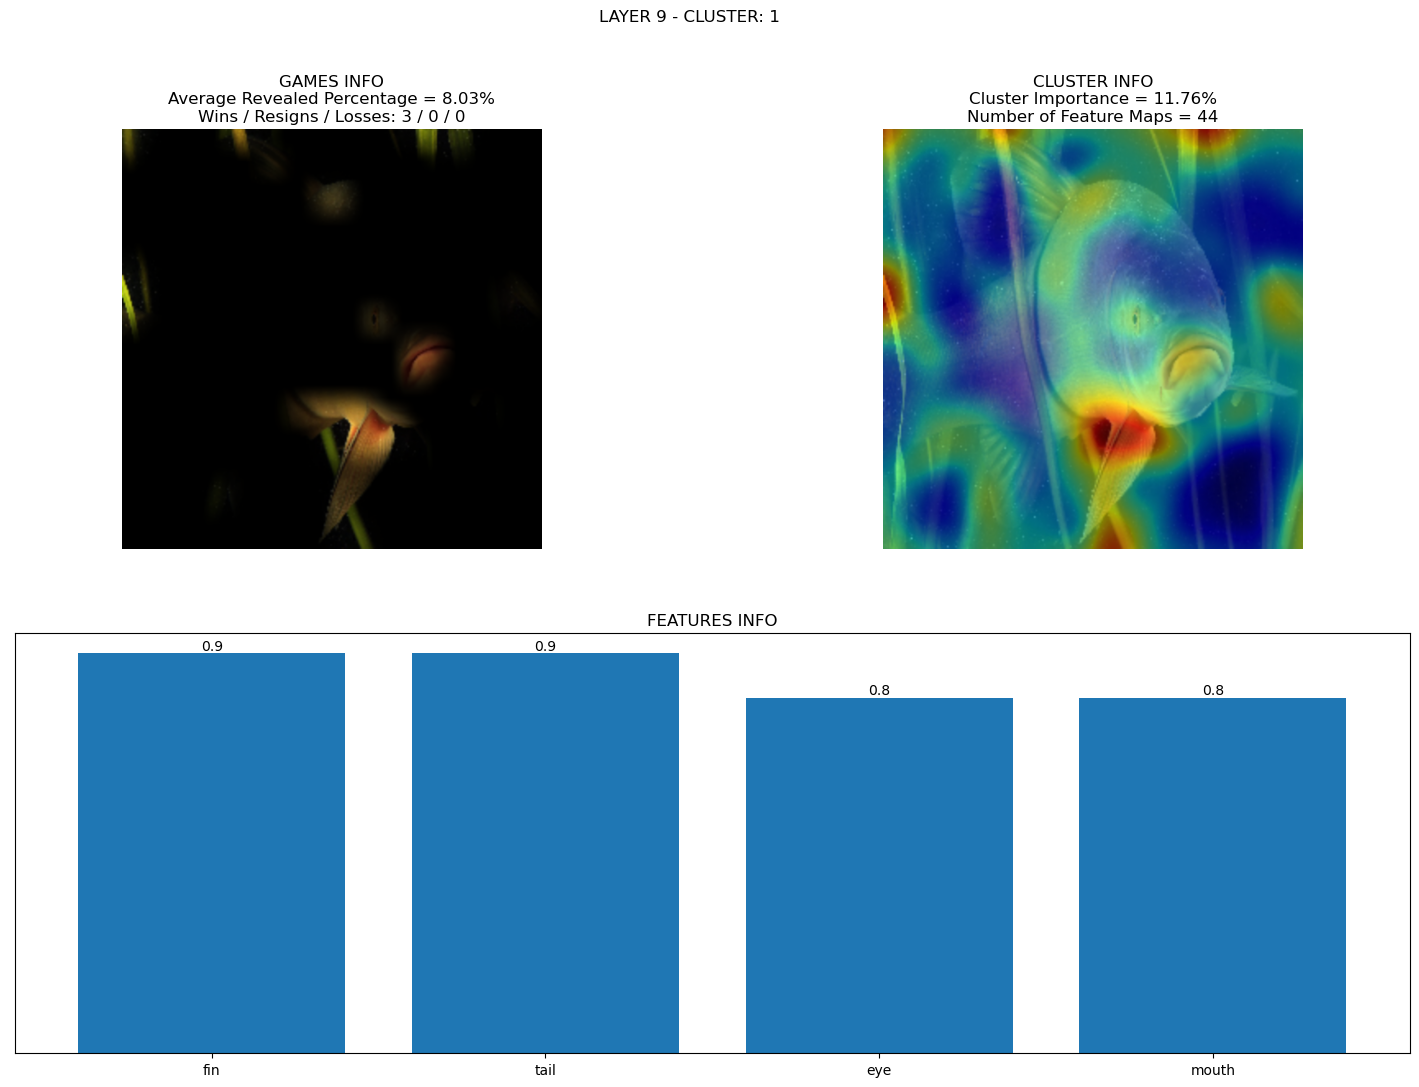 LAYER 9 - CLUSTER: 1
GAMES INFO
Average Revealed Percentage = 8.03%
Wins / Resigns / Losses: 3 / 0 / 0
CLUSTER INFO
Cluster Importance = 11.76%
Number of Feature Maps = 44
FEATURES INFO
0.9
0.9
0.8
0.8
fin
tail
eye
mouth